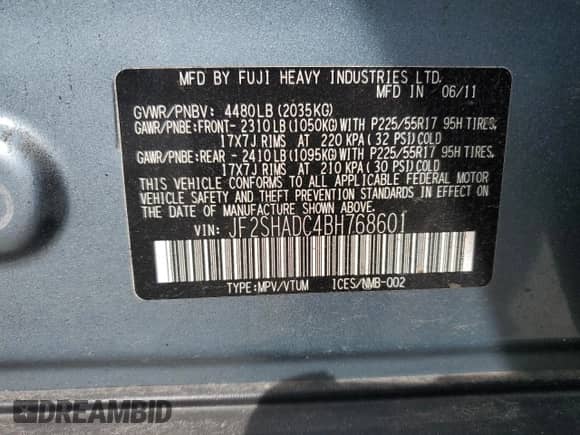 MFD BY FUJI HEAVY INDUSTRIES LTD.
MFD IN 06/11
GVWR/PNBV: 4480LB (2035KG)
GAWR/PNBE:FRONT- 2310LB(1050KG)WITH P225/55R17 95H TIRES,
17X7J RIMS AT 220 KPA( 32 PSI)COLD
GAWR/PNBE:REAR - 2410LB(1095KG)WITH P225/55R17 95H TIRES,
17X7J RIMS AT 210 KPA( 30 PSI)COLD
THIS VEHICLE CONFORMS TO ALL APPLICABLE FEDERAL MOTOR
VEHICLE SAFETY AND THEFT PREVENTION STANDARDS IN EFFECT ON
THE DATE OF MANUFACTURE SHOWN ABOVE.
VIN: JF2SHADC4BH768601
TYPE:MPV/VTUM ICES/NMB-002
DREAMBID